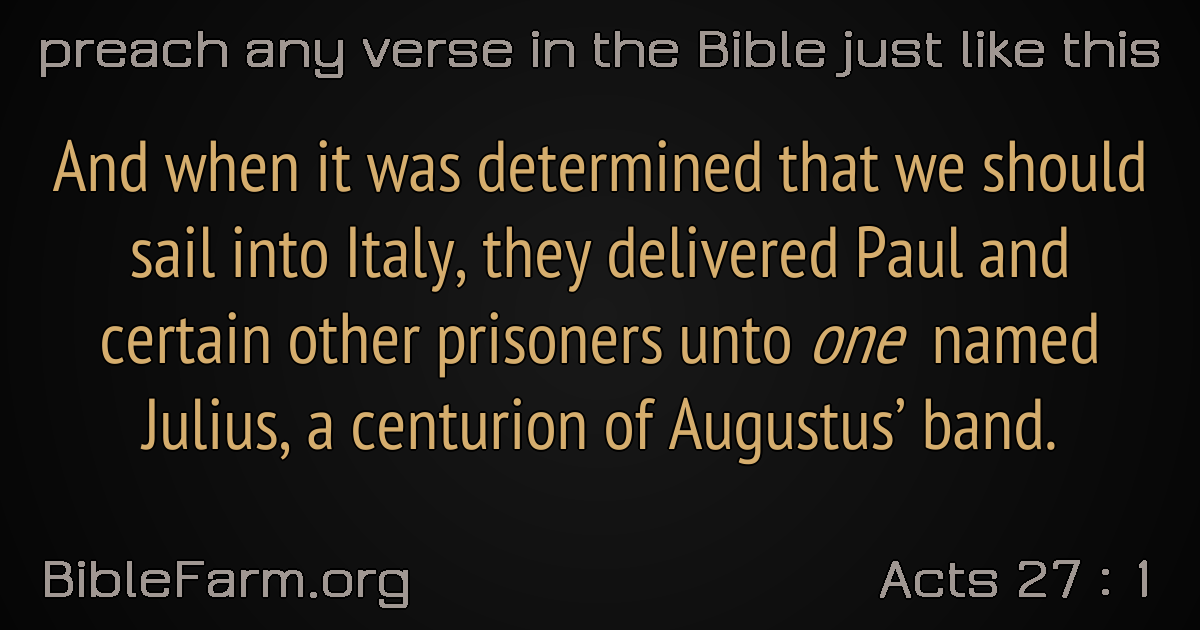 preach any verse in the Bible just like this
And when it was determined that we should
sail into Italy, they delivered Paul and
certain other prisoners unto one named
Julius, a centurion of Augustus’ band.
BibleFarm.org
Acts 27 : 1